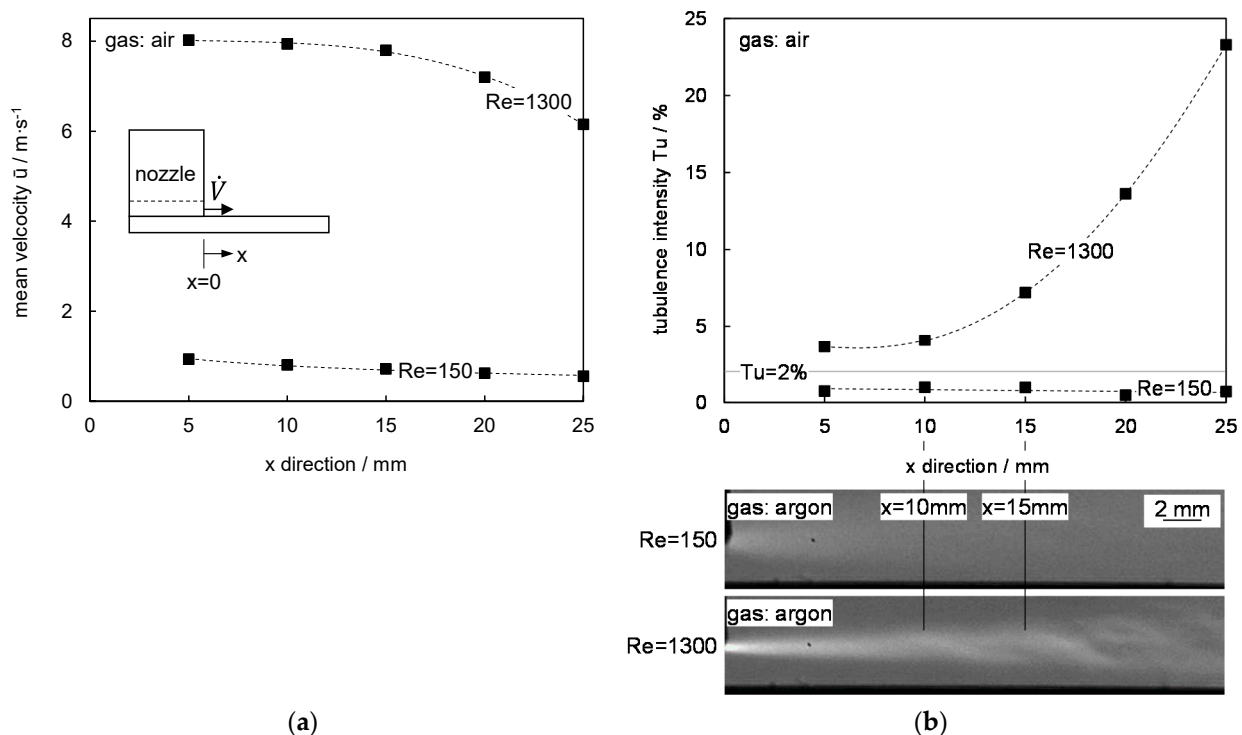 8
6
4
2
0
mean velcocity ū / m·s⁻¹
gas: air
Re=1300
nozzle
V̇
x
x=0
Re=150
0
5
10
15
20
25
x direction / mm
(a)
25
20
15
10
5
0
tubulence intensity Tu / %
gas: air
Re=1300
Tu=2%
Re=150
0
5
10
15
20
25
x direction / mm
gas: argon
x=10mm
x=15mm
2 mm
Re=150
gas: argon
Re=1300
(b)